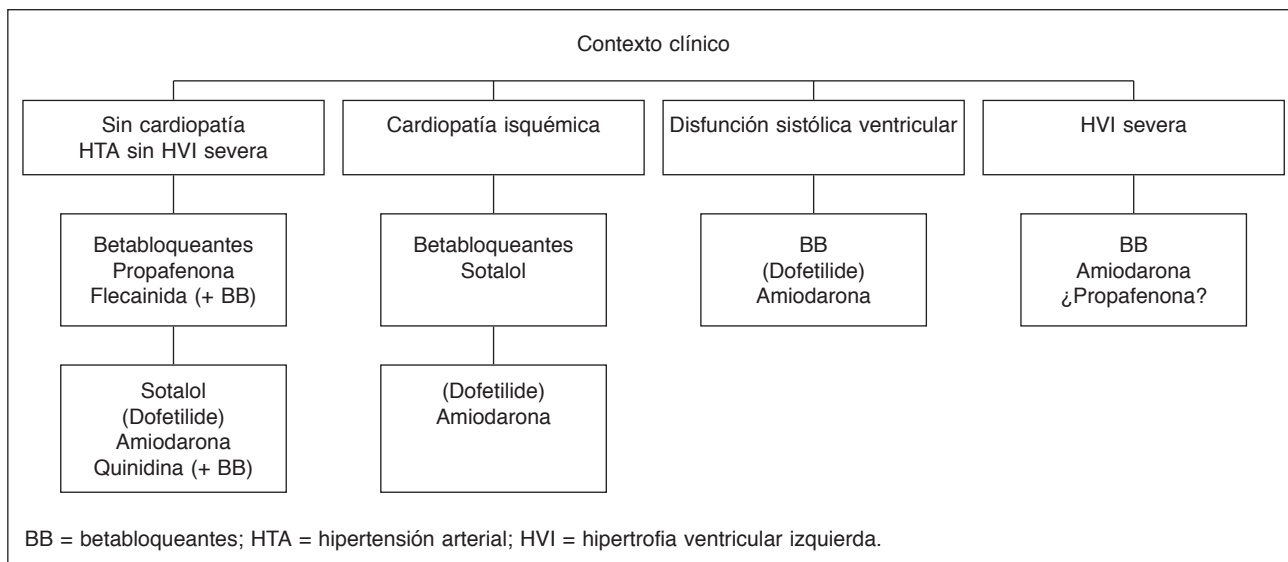 Contexto clínico
Sin cardiopatía
HTA sin HVI severa
Cardiopatía isquémica
Disfunción sistólica ventricular
HVI severa
Betabloqueantes
Propafenona
Flecainida (+ BB)
Betabloqueantes
Sotalol
BB
(Dofetilide)
Amiodarona
BB
Amiodarona
¿Propafenona?
Sotalol
(Dofetilide)
Amiodarona
Quinidina (+ BB)
(Dofetilide)
Amiodarona
BB = betabloqueantes; HTA = hipertensión arterial; HVI = hipertrofia ventricular izquierda.